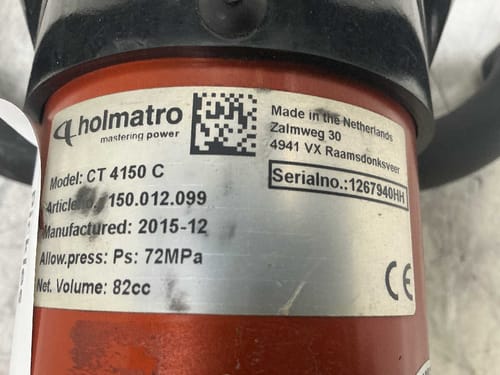 holmatro
mastering power
Made in the Netherlands
Zalmweg 30
4941 VX Raamsdonksveer
Serialno.:1267940HH
Model: CT 4150 C
Articleno.: 150.012.099
Manufactured: 2015-12
Allow.press: Ps: 72MPa
Net. Volume: 82cc
CE